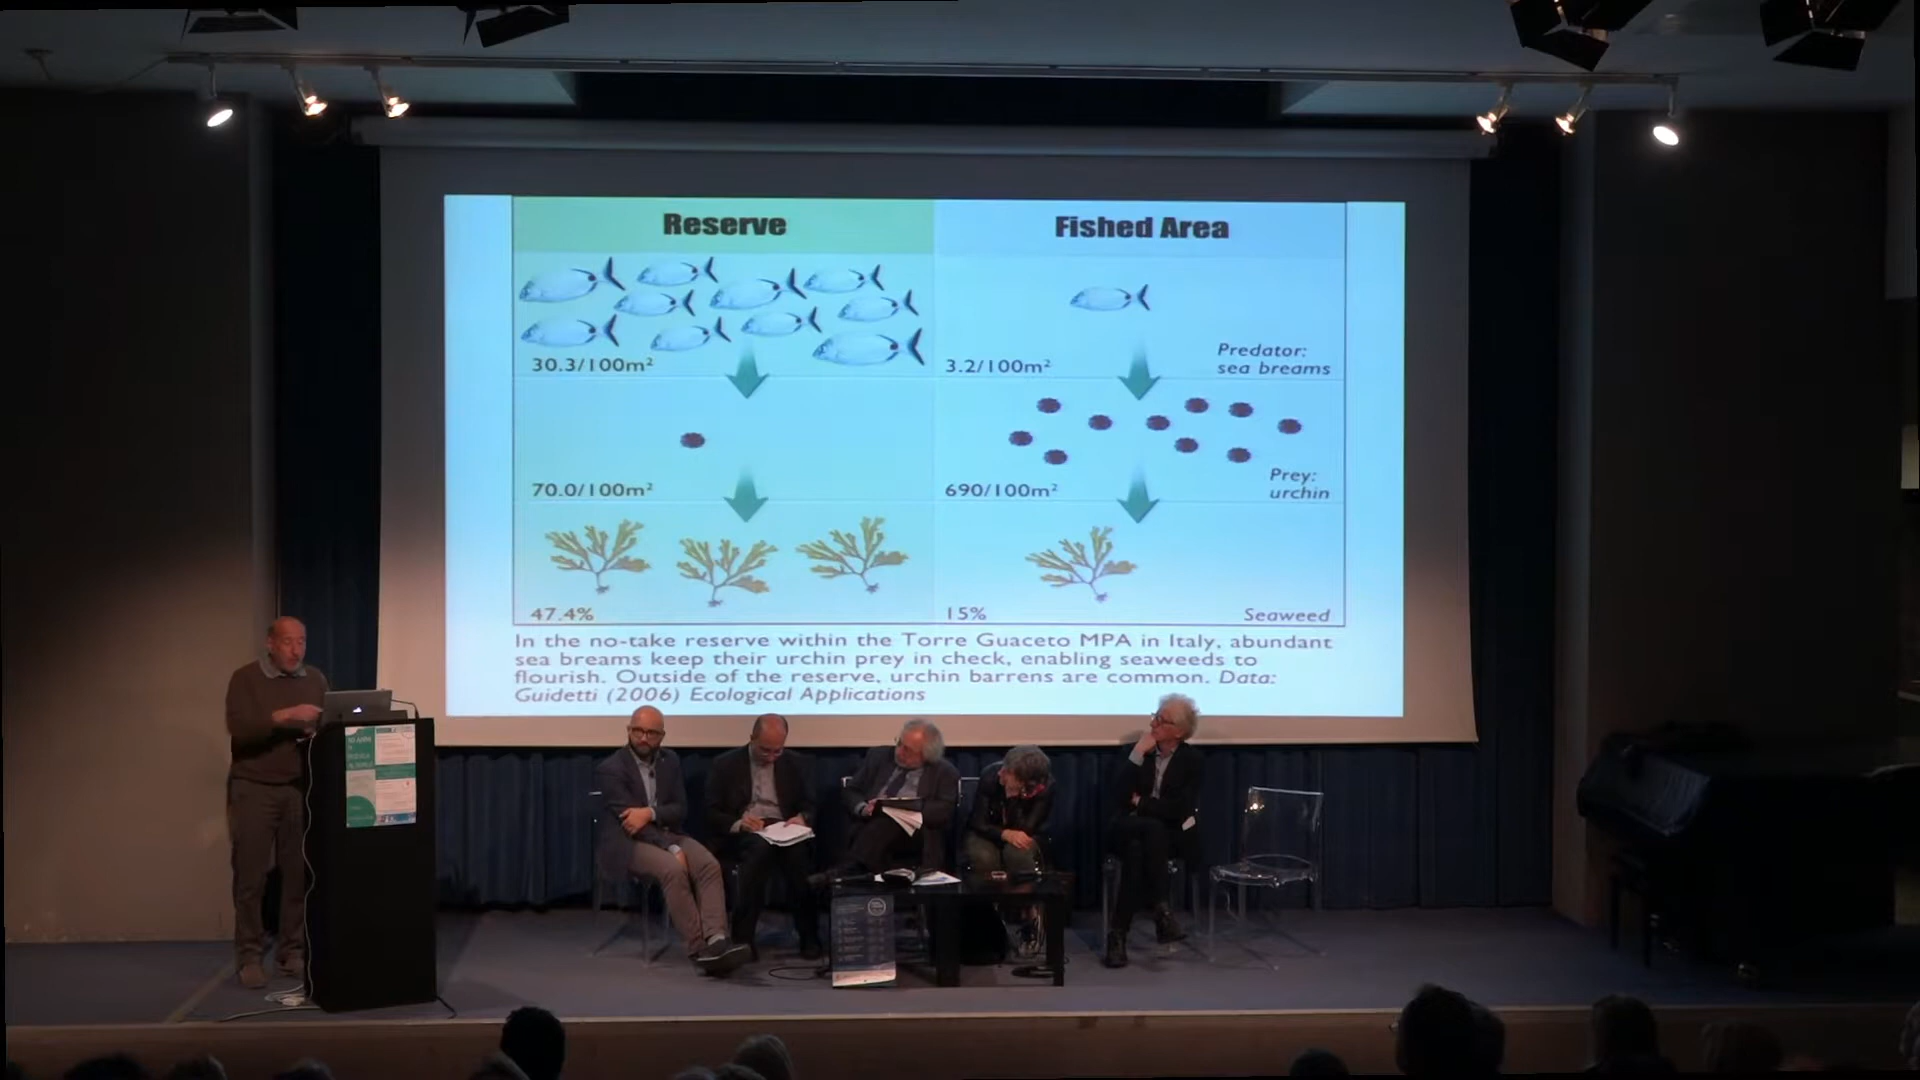 Reserve
Fished Area
30.3/100m²
3.2/100m²
Predator:
sea breams
70.0/100m²
690/100m²
Prey:
urchin
47.4%
15%
Seaweed
In the no-take reserve within the Torre Guaceto MPA in Italy, abundant
sea breams keep their urchin prey in check, enabling seaweeds to
flourish. Outside of the reserve, urchin barrens are common. Data:
Guidetti (2006) Ecological Applications